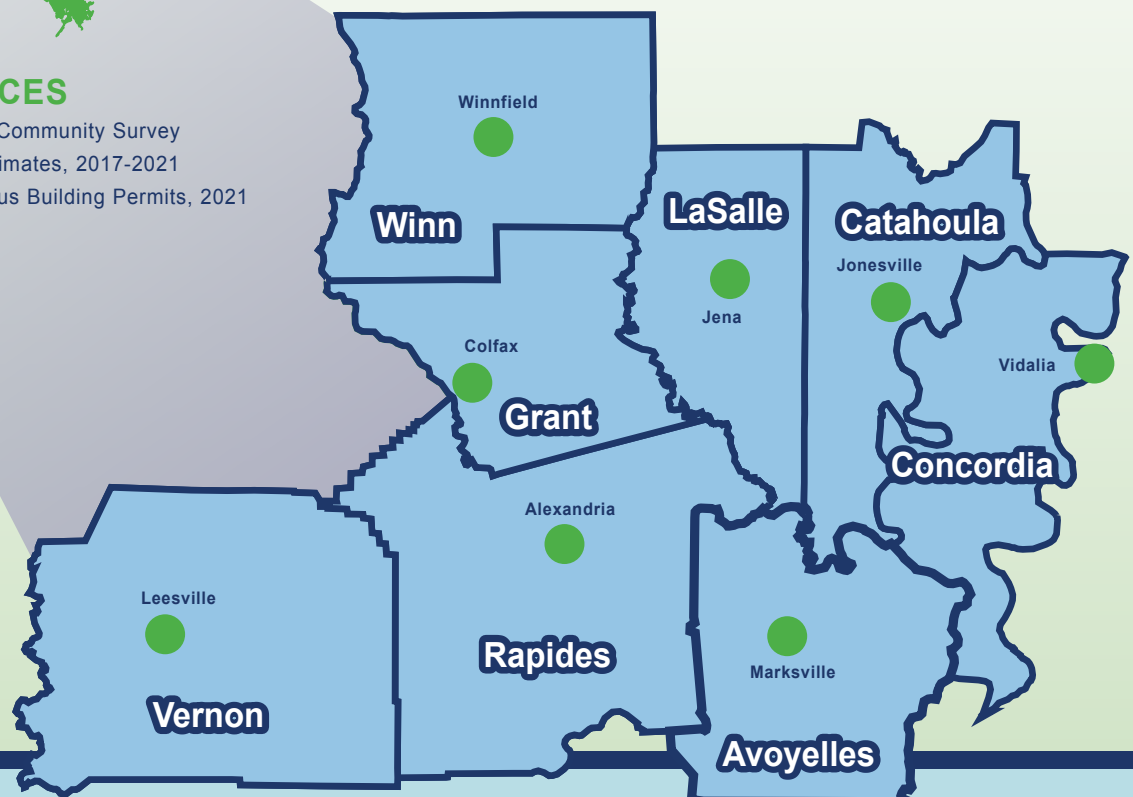 CES
Community Survey
imates, 2017-2021
us Building Permits, 2021
Winnfield
Winn
LaSalle
Catahoula
Jonesville
Jena
Colfax
Vidalia
Grant
Concordia
Alexandria
Leesville
Rapides
Marksville
Vernon
Avoyelles